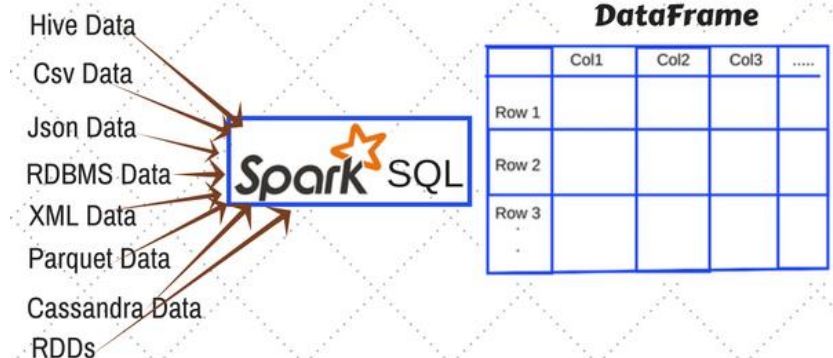 Hive Data
Csv Data
Json Data
RDBMS Data
XML Data
Parquet Data
Cassandra Data
RDDs
Spark SQL
DataFrame
Col1 Col2 Col3 .....
Row 1
Row 2
Row 3
.
.